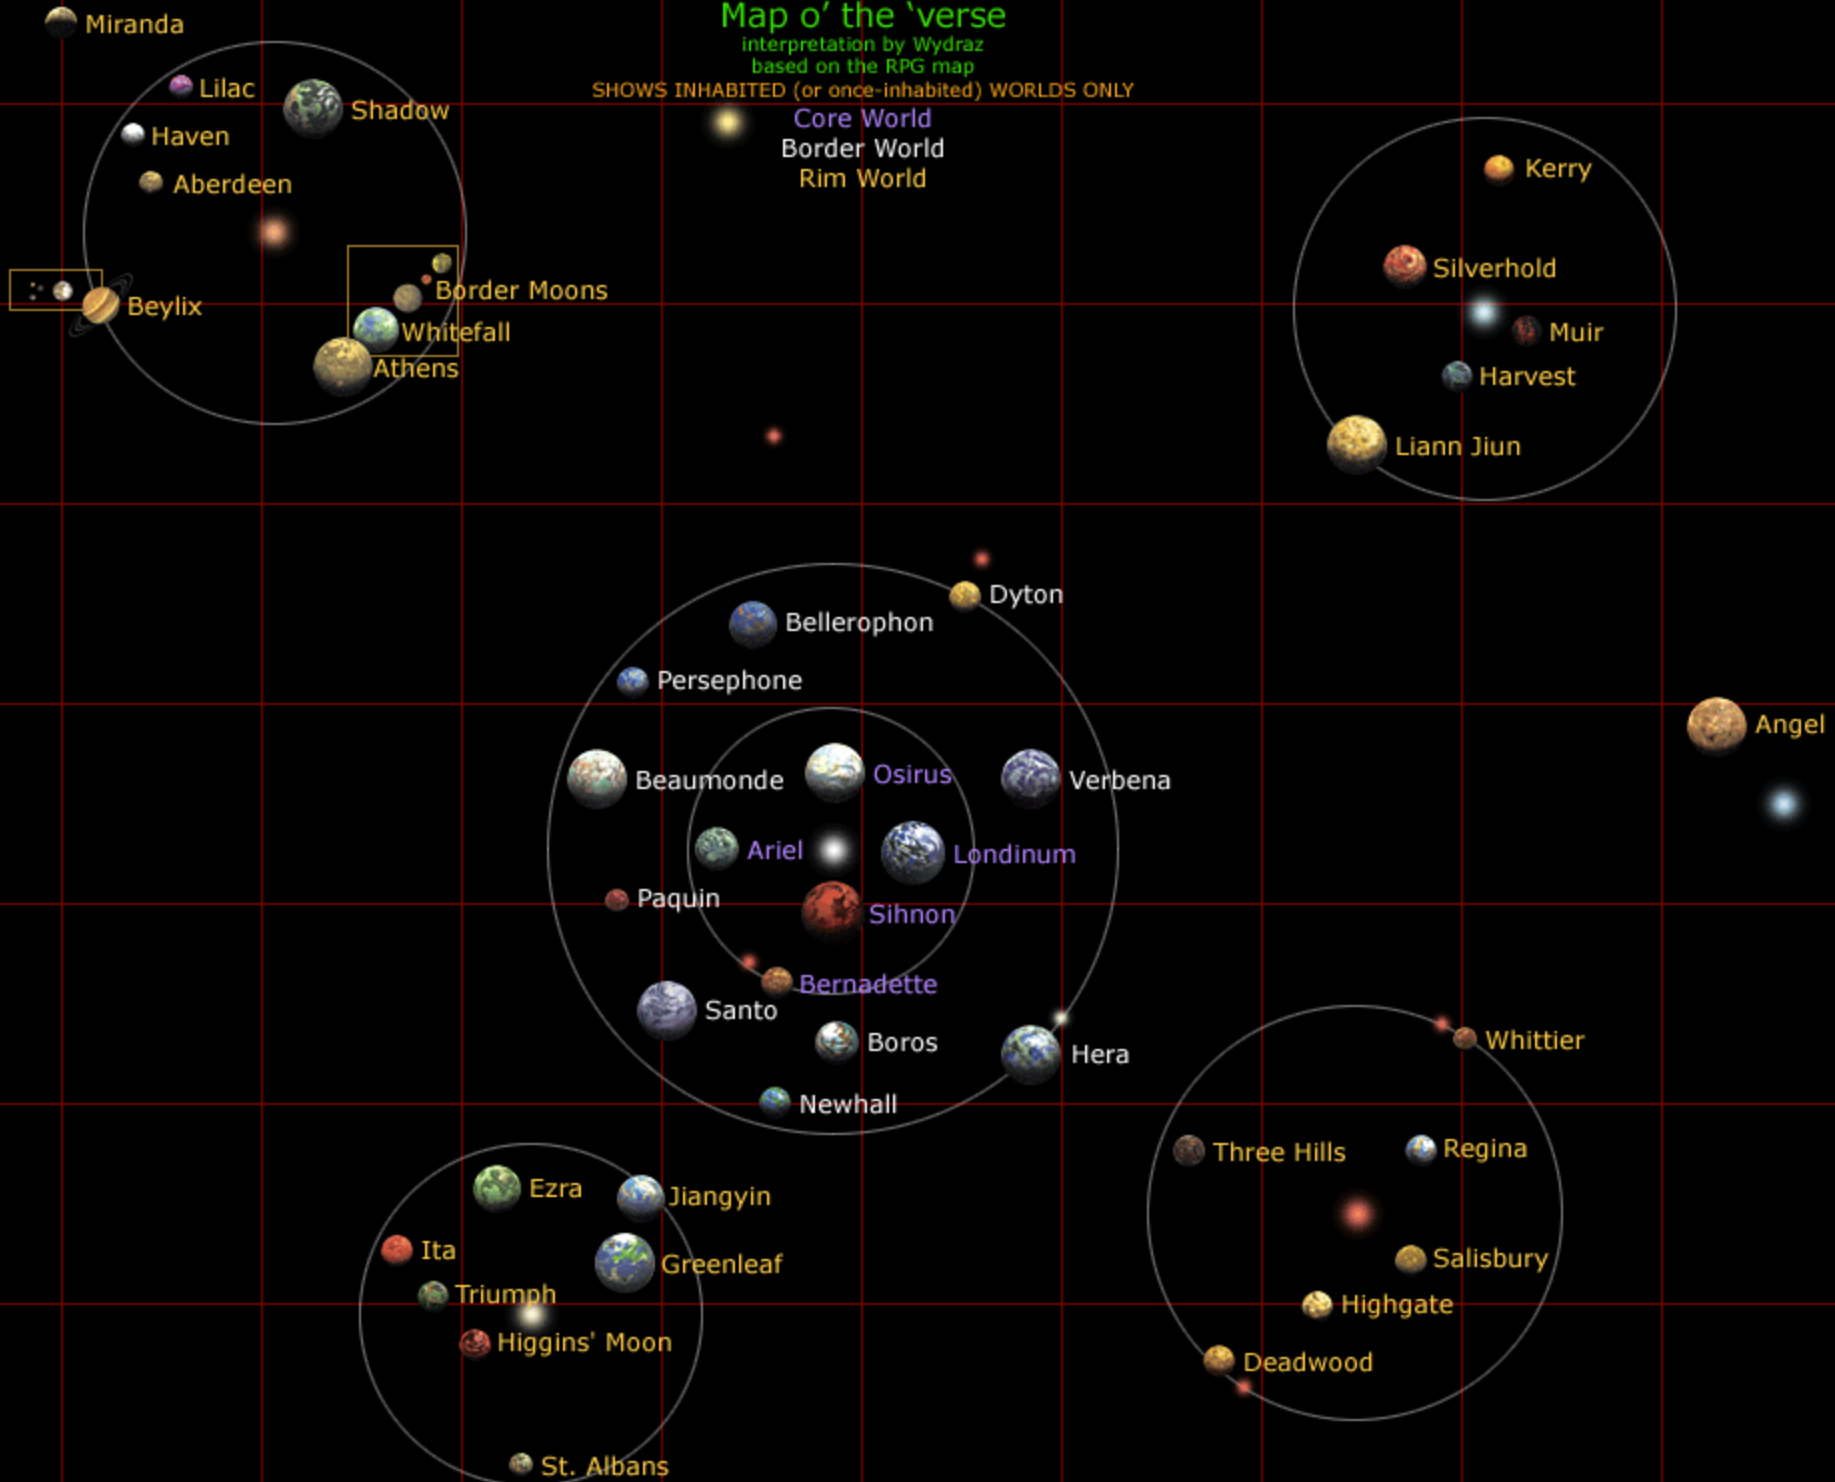 Map o' the 'verse
interpretation by Wydraz
based on the RPG map
SHOWS INHABITED (or once-inhabited) WORLDS ONLY
Core World
Border World
Rim World
Miranda
Lilac
Shadow
Haven
Aberdeen
Border Moons
Beylix
Whitefall
Athens
Kerry
Silverhold
Muir
Harvest
Liann Jiun
Dyton
Bellerophon
Persephone
Beaumonde
Osirus
Verbena
Ariel
Londinum
Paquin
Sihnon
Bernadette
Santo
Boros
Hera
Newhall
Angel
Whittier
Three Hills
Regina
Salisbury
Highgate
Deadwood
Ezra
Jiangyin
Ita
Greenleaf
Triumph
Higgins' Moon
St. Albans